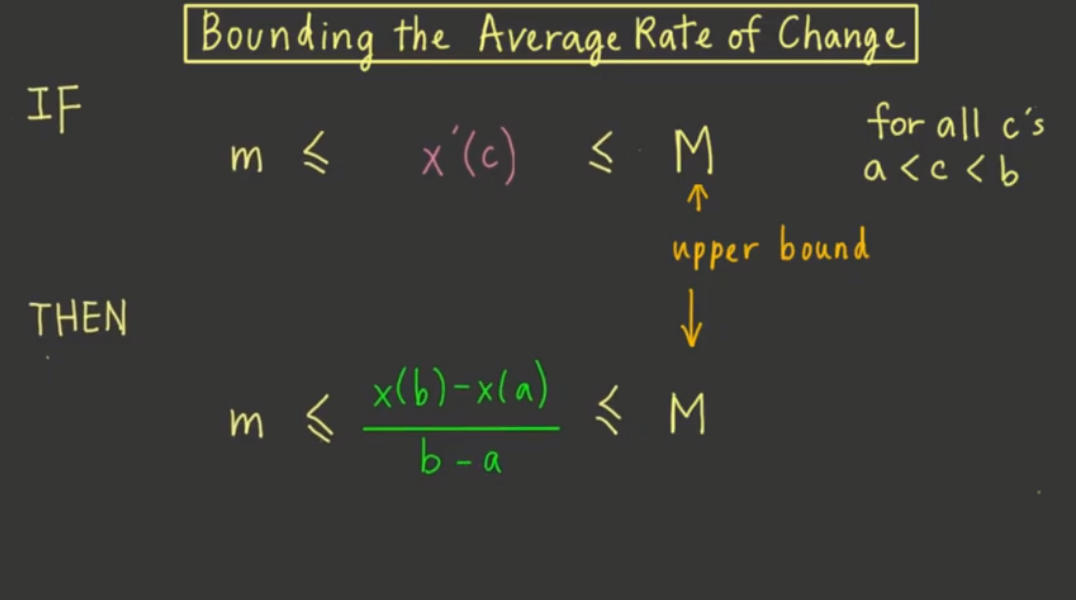 Bounding the Average Rate of Change
IF
m ≤ x'(c) ≤ M
for all c's
a < c < b
↑
upper bound
↓
THEN
m ≤ x(b)-x(a) / b-a ≤ M